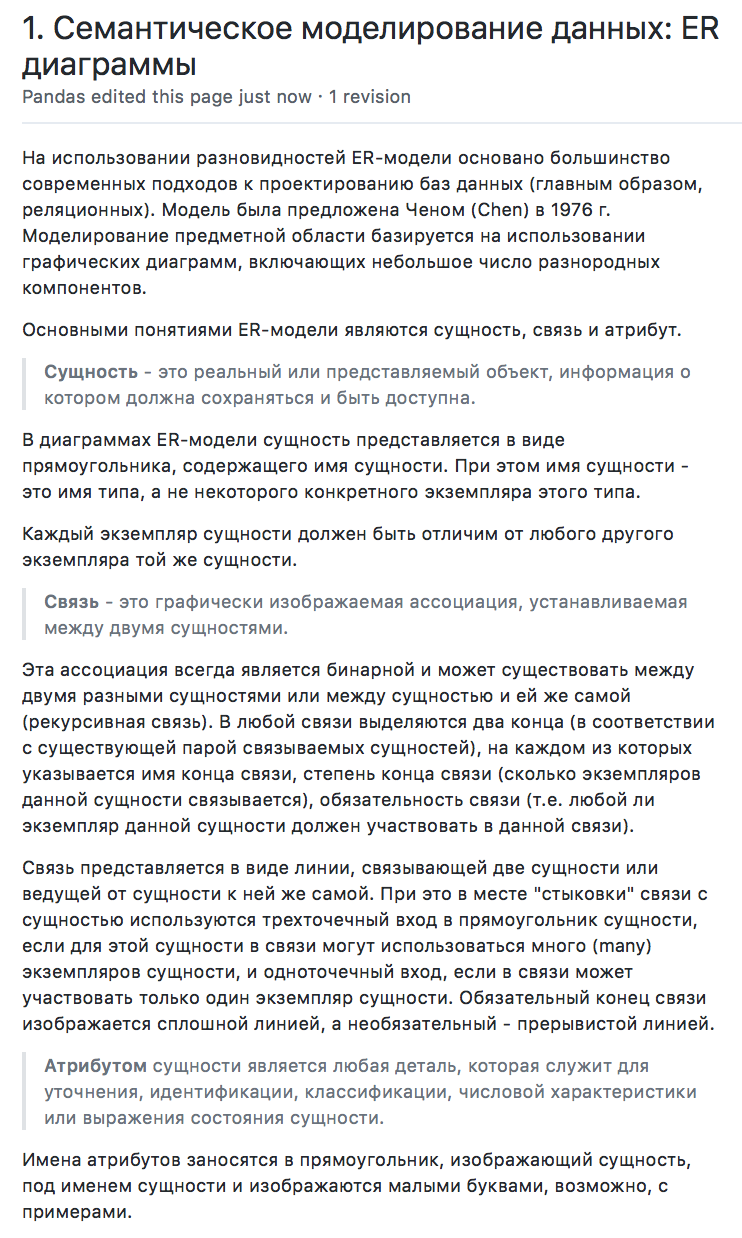 1. Семантическое моделирование данных: ER
диаграммы
Pandas edited this page just now · 1 revision
На использовании разновидностей ER-модели основано большинство
современных подходов к проектированию баз данных (главным образом,
реляционных). Модель была предложена Ченом (Chen) в 1976 г.
Моделирование предметной области базируется на использовании
графических диаграмм, включающих небольшое число разнородных
компонентов.
Основными понятиями ER-модели являются сущность, связь и атрибут.
Сущность - это реальный или представляемый объект, информация о
котором должна сохраняться и быть доступна.
В диаграммах ER-модели сущность представляется в виде
прямоугольника, содержащего имя сущности. При этом имя сущности -
это имя типа, а не некоторого конкретного экземпляра этого типа.
Каждый экземпляр сущности должен быть отличим от любого другого
экземпляра той же сущности.
Связь - это графически изображаемая ассоциация, устанавливаемая
между двумя сущностями.
Эта ассоциация всегда является бинарной и может существовать между
двумя разными сущностями или между сущностью и ей же самой
(рекурсивная связь). В любой связи выделяются два конца (в соответствии
с существующей парой связываемых сущностей), на каждом из которых
указывается имя конца связи, степень конца связи (сколько экземпляров
данной сущности связывается), обязательность связи (т.е. любой ли
экземпляр данной сущности должен участвовать в данной связи).
Связь представляется в виде линии, связывающей две сущности или
ведущей от сущности к ней же самой. При это в месте "стыковки" связи с
сущностью используются трехточечный вход в прямоугольник сущности,
если для этой сущности в связи могут использоваться много (many)
экземпляров сущности, и одноточечный вход, если в связи может
участвовать только один экземпляр сущности. Обязательный конец связи
изображается сплошной линией, а необязательный - прерывистой линией.
Атрибутом сущности является любая деталь, которая служит для
уточнения, идентификации, классификации, числовой характеристики
или выражения состояния сущности.
Имена атрибутов заносятся в прямоугольник, изображающий сущность,
под именем сущности и изображаются малыми буквами, возможно, с
примерами.